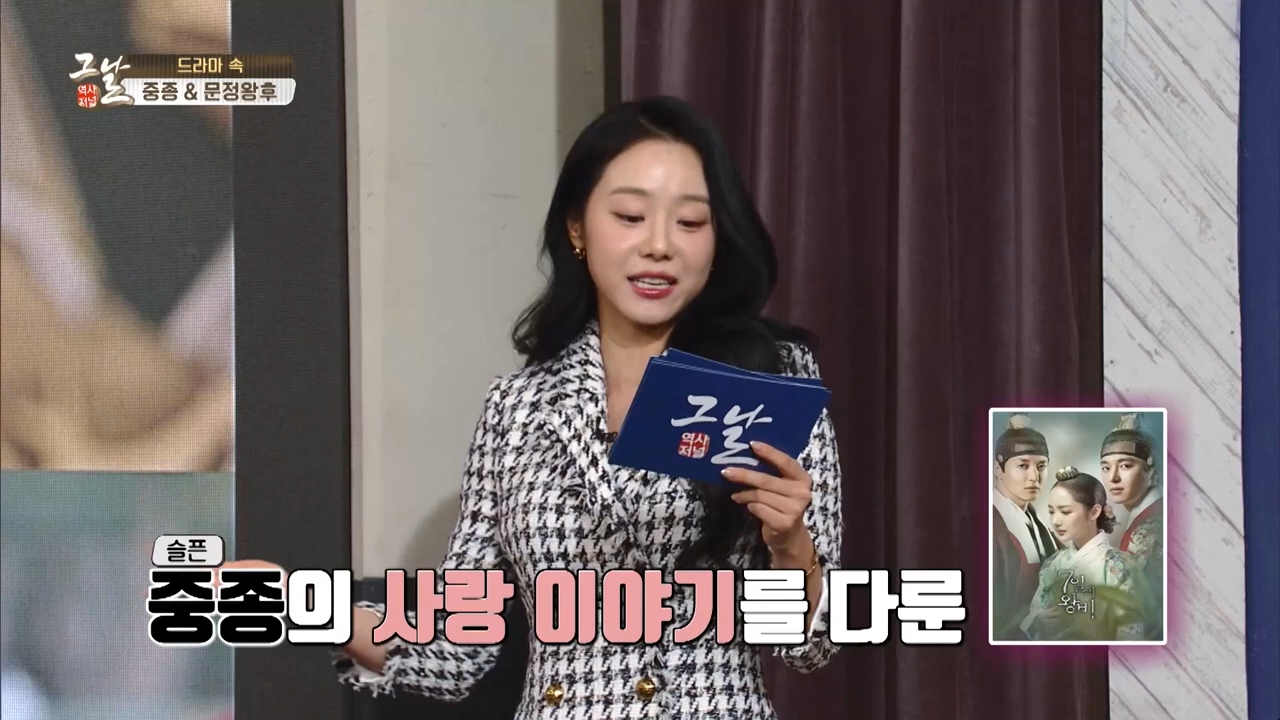 그날
역사
저널
드라마 속
중종 & 문정왕후
그날
역사
저널
7일의
왕비
슬픈
중종의 사랑 이야기를 다룬